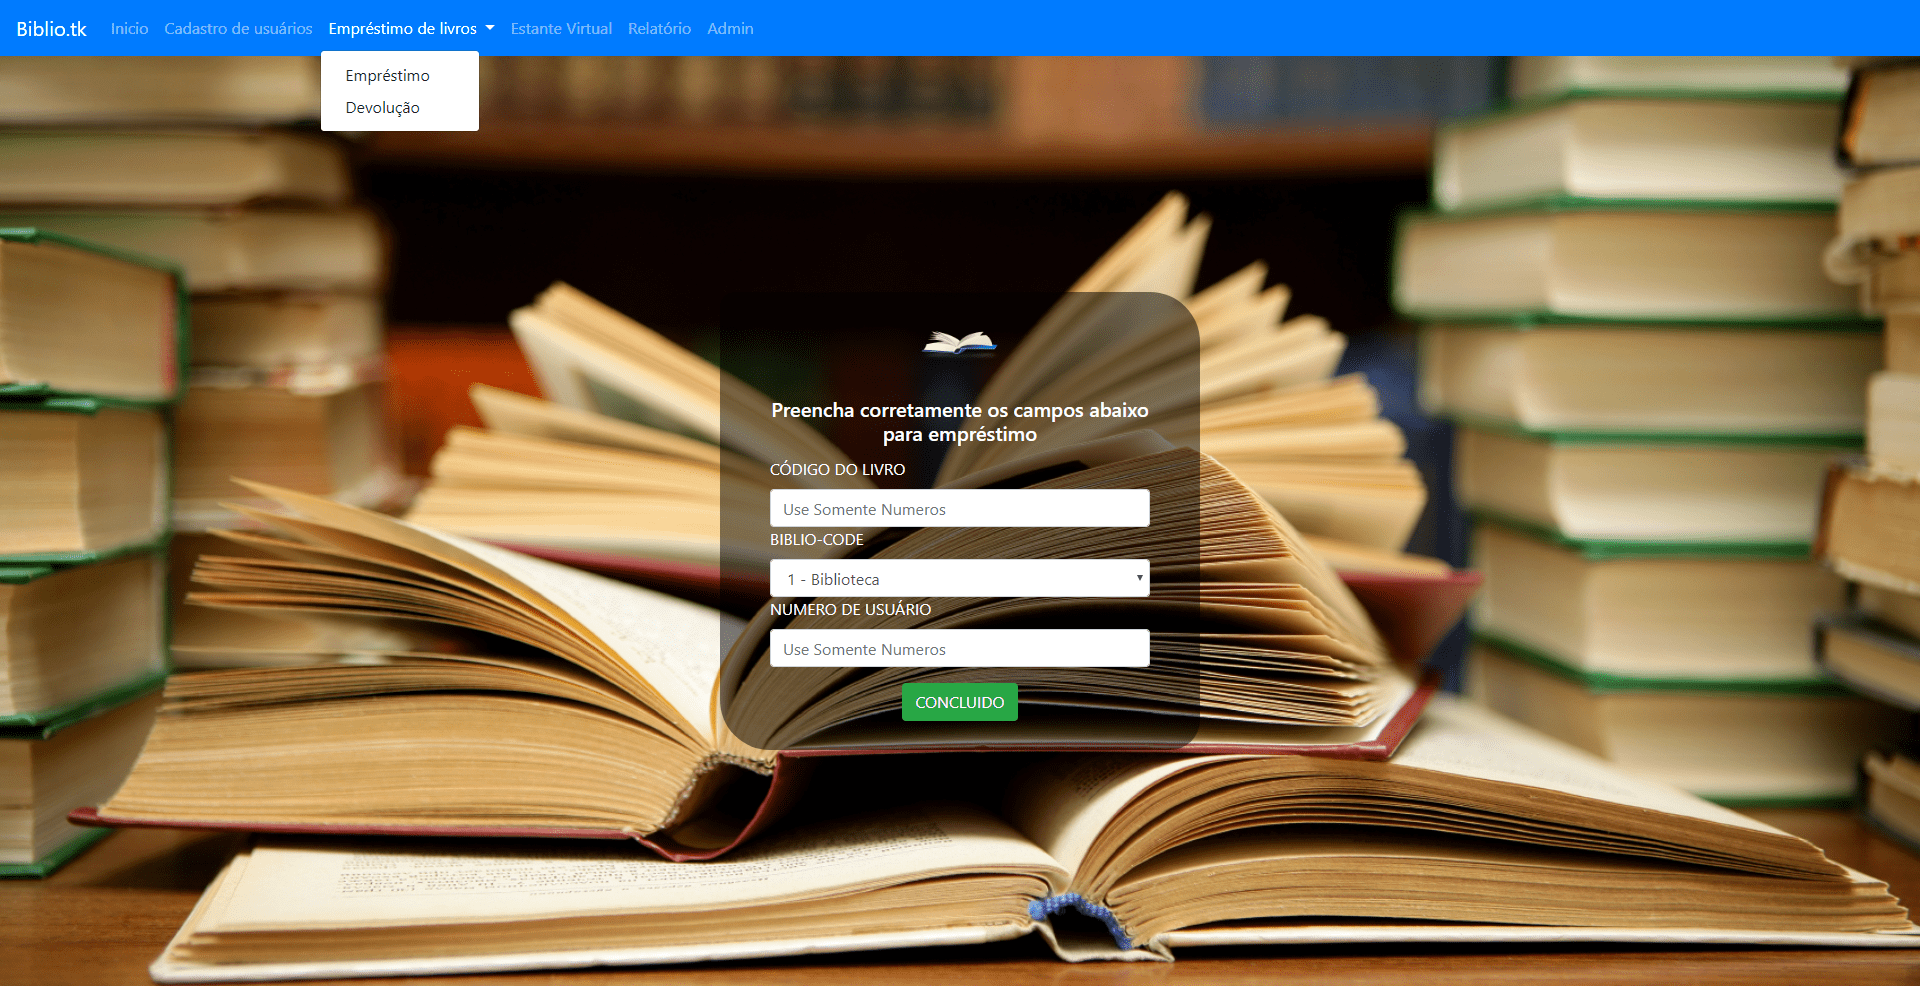 Biblio.tk Inicio Cadastro de usuários Empréstimo de livros Estante Virtual Relatório Admin
Empréstimo
Devolução
Preencha corretamente os campos abaixo
para empréstimo
CÓDIGO DO LIVRO
Use Somente Numeros
BIBLIO-CODE
1 - Biblioteca
NUMERO DE USUÁRIO
Use Somente Numeros
CONCLUIDO